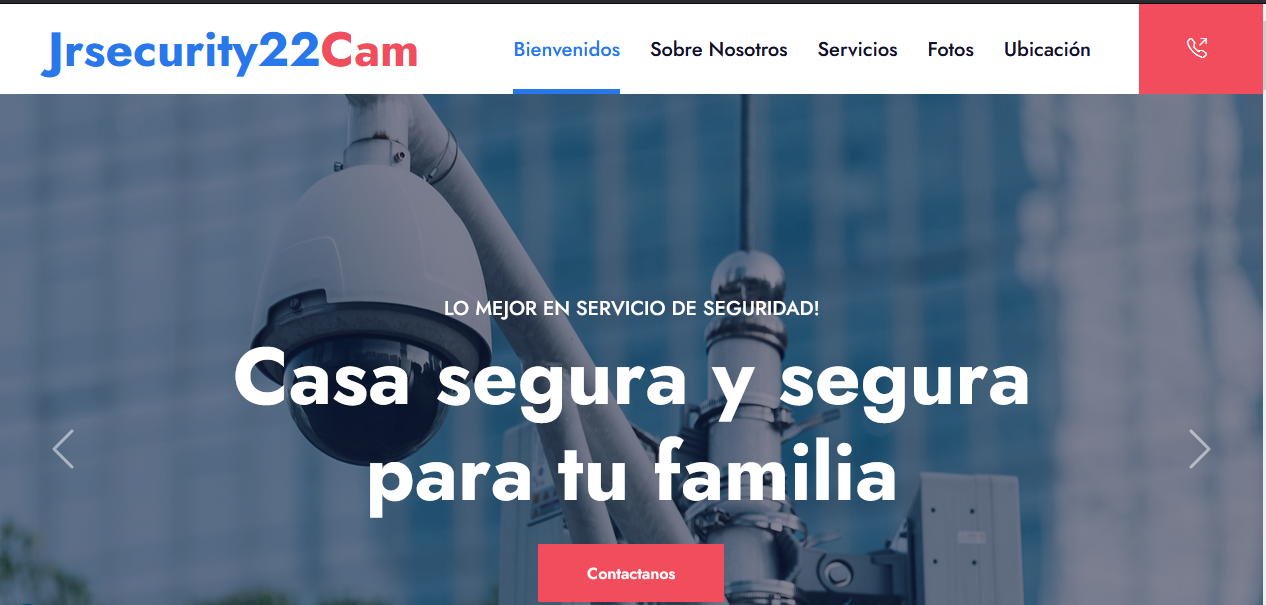 Jrsecurity22Cam
Bienvenidos Sobre Nosotros Servicios Fotos Ubicación
LO MEJOR EN SERVICIO DE SEGURIDAD!
Casa segura y segura
para tu familia
Contactanos